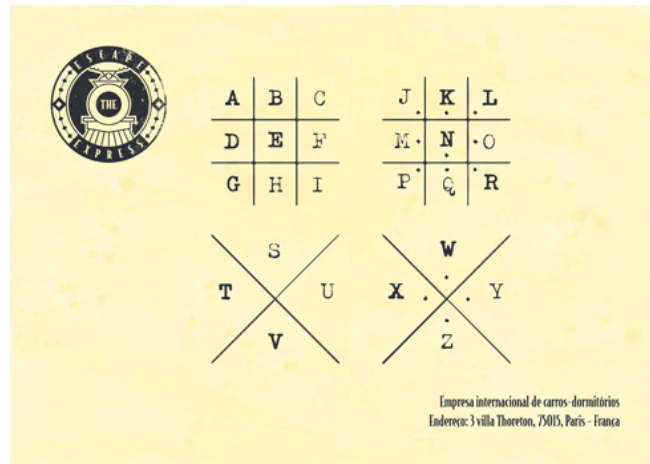 ESCAPE
THE
EXPRESS
A B C J K L
D E F M N O
G H I P Q R
S W
T U X Y
V Z
Empresa internacional de carros-dormitórios
Endereço: 3 villa Thoreton, 75015, Paris - França